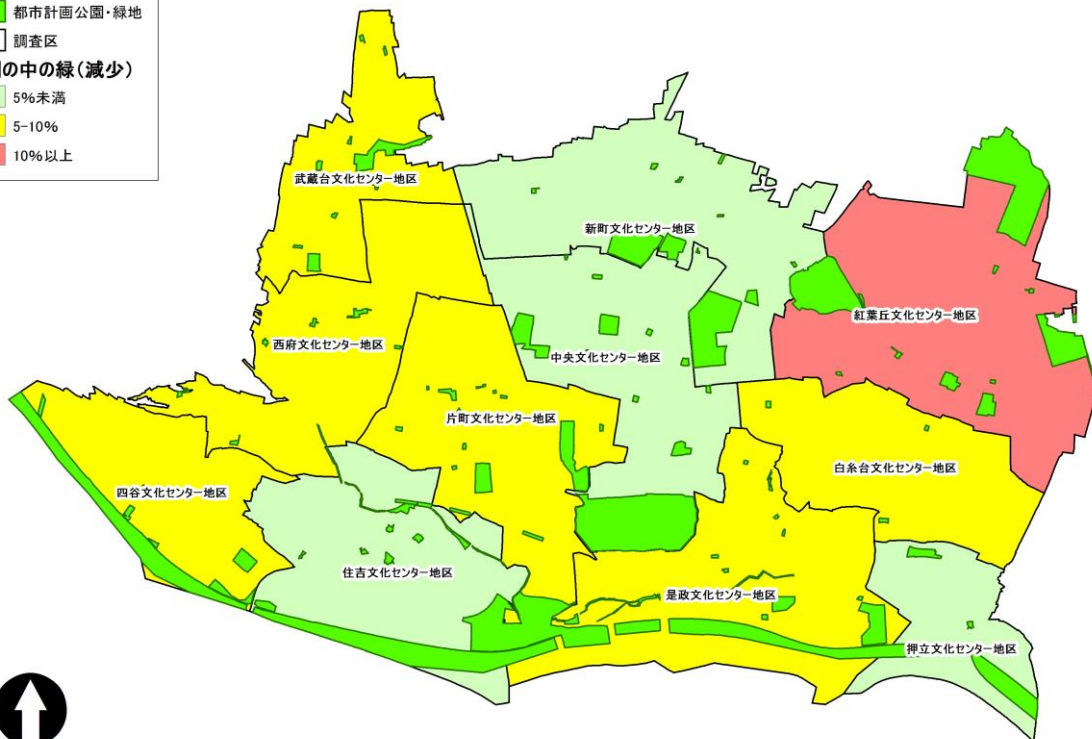 都市計画公園・緑地
調査区
の中の緑(減少)
5%未満
5-10%
10%以上
武蔵台文化センター地区
新町文化センター地区
紅葉丘文化センター地区
西府文化センター地区
中央文化センター地区
片町文化センター地区
白糸台文化センター地区
四谷文化センター地区
住吉文化センター地区
是政文化センター地区
押立文化センター地区